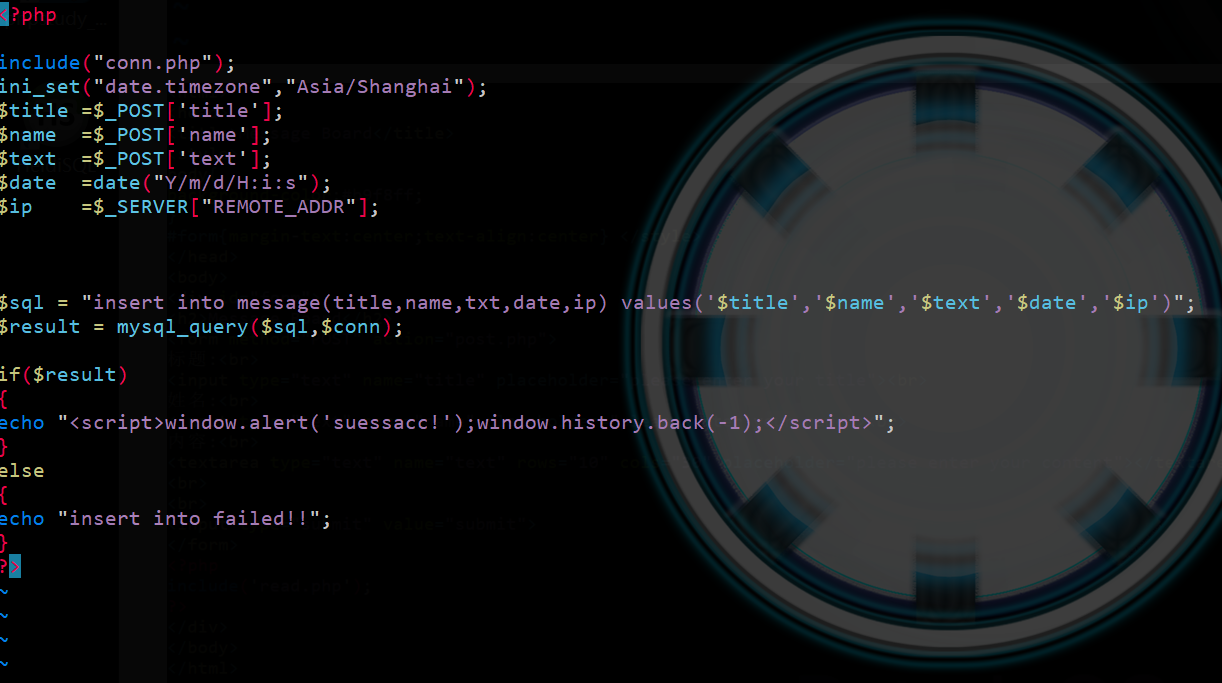 <?php
include("conn.php");
ini_set("date.timezone","Asia/Shanghai");
$title =$_POST['title'];
$name  =$_POST['name'];
$text  =$_POST['text'];
$date  =date("Y/m/d/H:i:s");
$ip    =$_SERVER["REMOTE_ADDR"];
$sql = "insert into message(title,name,txt,date,ip) values('$title','$name','$text','$date','$ip')";
$result = mysql_query($sql,$conn);
if($result)
{
echo "<script>window.alert('suessacc!');window.history.back(-1);</script>";
}
else
{
echo "insert into failed!!";
}
?>
~
~
~
~